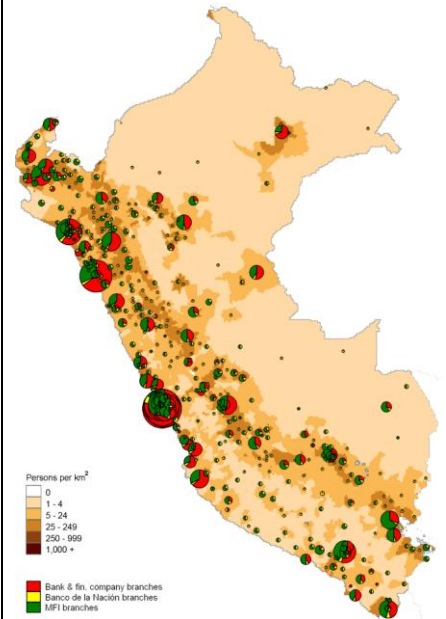 Persons per km²
0
1 - 4
5 - 24
25 - 249
250 - 999
1,000 +
Bank & fin. company branches
Banco de la Nación branches
MFI branches